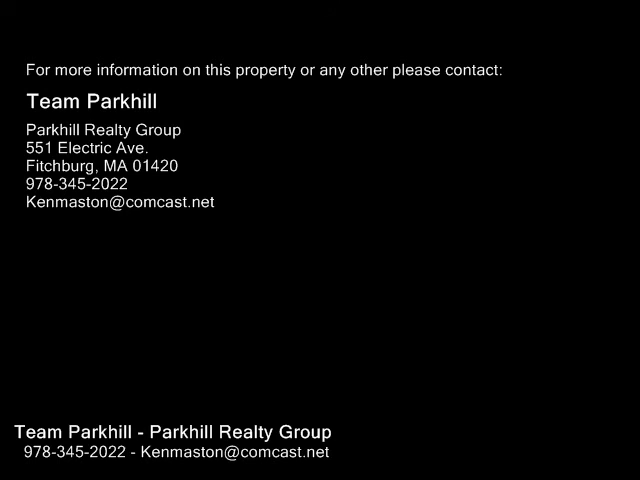 For more information on this property or any other please contact:
Team Parkhill
Parkhill Realty Group
551 Electric Ave.
Fitchburg, MA 01420
978-345-2022
Kenmaston@comcast.net
Team Parkhill - Parkhill Realty Group
978-345-2022 - Kenmaston@comcast.net